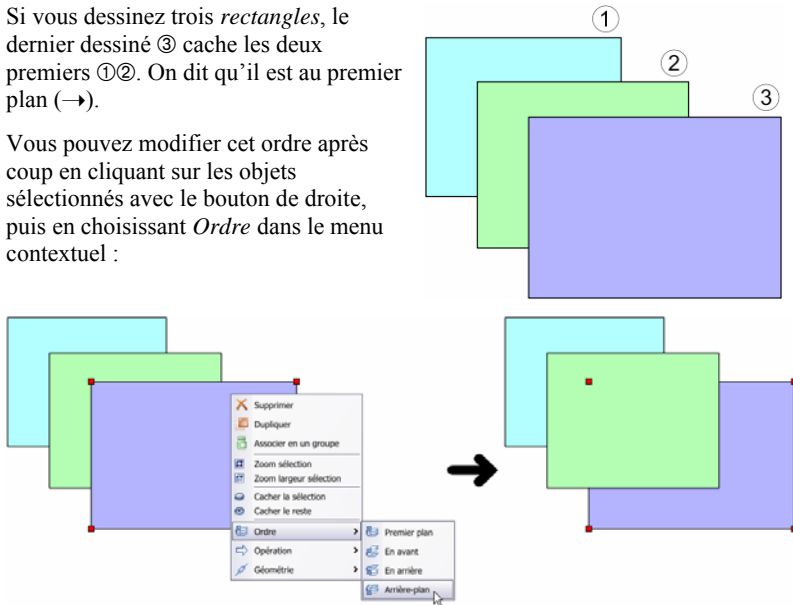 Si vous dessinez trois rectangles, le
dernier dessiné ③ cache les deux
premiers ①②. On dit qu'il est au premier
plan (→).
Vous pouvez modifier cet ordre après
coup en cliquant sur les objets
sélectionnés avec le bouton de droite,
puis en choisissant Ordre dans le menu
contextuel :
①
②
③
Supprimer
Dupliquer
Associer en un groupe
Zoom sélection
Zoom largeur sélection
Cacher la sélection
Cacher le reste
Ordre
Opération
Géométrie
Premier plan
En avant
En arrière
Arrière-plan